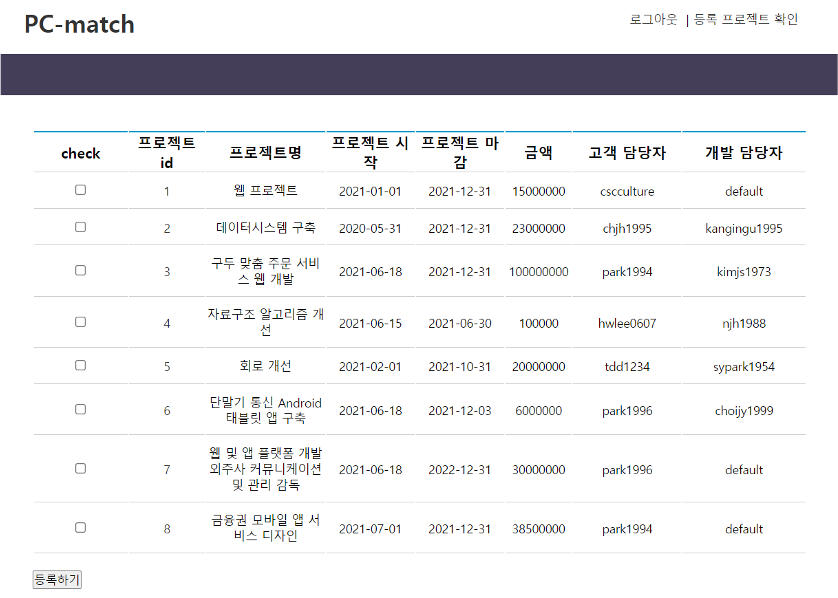 PC-match
로그아웃 | 등록 프로젝트 확인
check 프로젝트 id 프로젝트명 프로젝트 시작 프로젝트 마감 금액 고객 담당자 개발 담당자
1 웹 프로젝트 2021-01-01 2021-12-31 15000000 cscculture default
2 데이터시스템 구축 2020-05-31 2021-12-31 23000000 chjh1995 kangingu1995
3 구두 맞춤 주문 서비스 웹 개발 2021-06-18 2021-12-31 100000000 park1994 kimjs1973
4 자료구조 알고리즘 개선 2021-06-15 2021-06-30 100000 hwlee0607 njh1988
5 회로 개선 2021-02-01 2021-10-31 20000000 tdd1234 sypark1954
6 단말기 통신 Android 태블릿 앱 구축 2021-06-18 2021-12-03 6000000 park1996 choijy1999
7 웹 및 앱 플랫폼 개발 외주사 커뮤니케이션 및 관리 감독 2021-06-18 2022-12-31 30000000 park1996 default
8 금융권 모바일 앱 서비스 디자인 2021-07-01 2021-12-31 38500000 park1994 default
등록하기